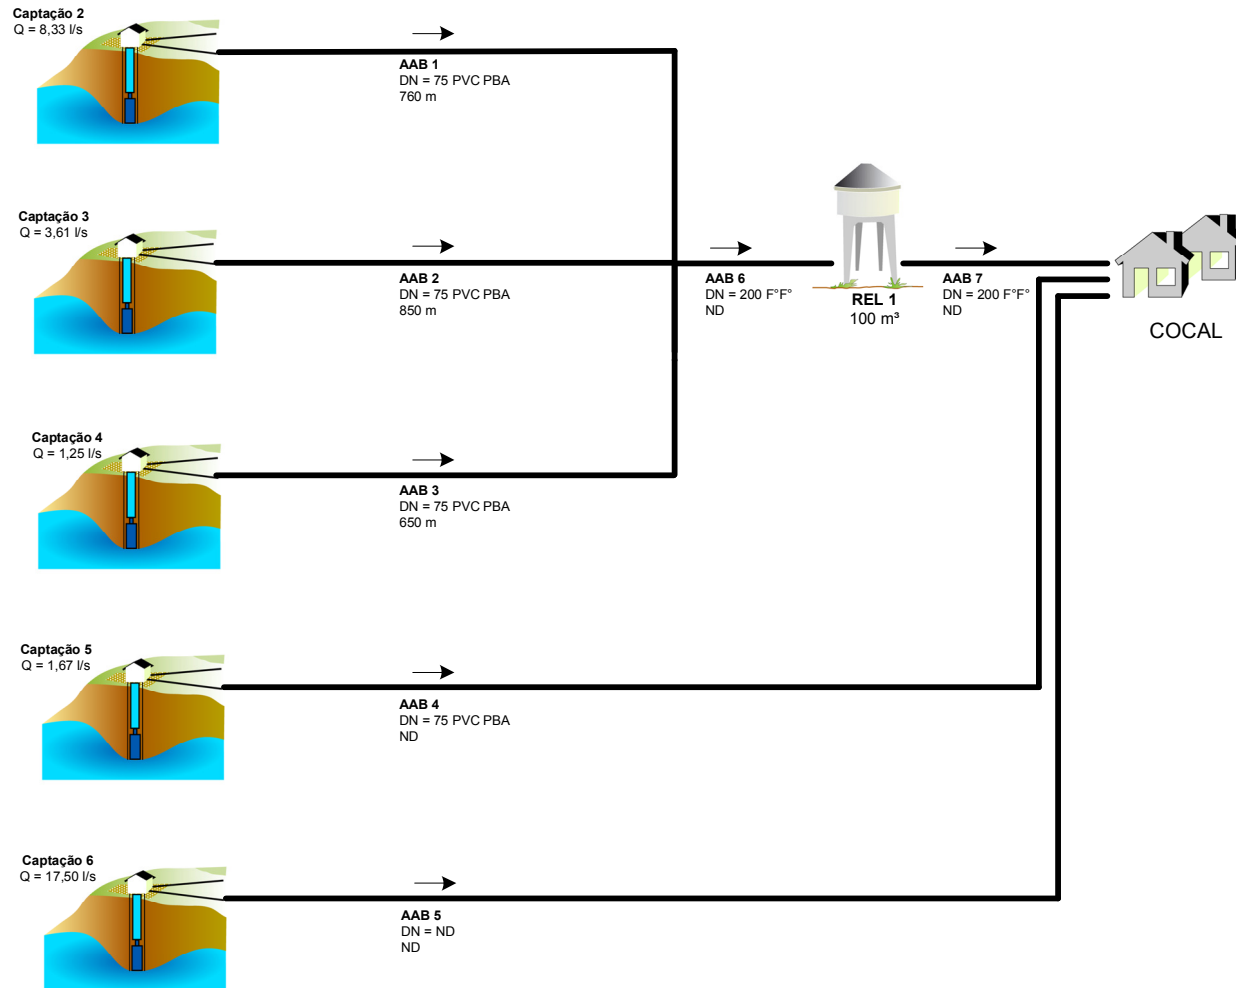 Captação 2
Q = 8,33 l/s
AAB 1
DN = 75 PVC PBA
760 m
Captação 3
Q = 3,61 l/s
AAB 2
DN = 75 PVC PBA
850 m
AAB 6
DN = 200 F°F°
ND
REL 1
100 m³
AAB 7
DN = 200 F°F°
ND
COCAL
Captação 4
Q = 1,25 l/s
AAB 3
DN = 75 PVC PBA
650 m
Captação 5
Q = 1,67 l/s
AAB 4
DN = 75 PVC PBA
ND
Captação 6
Q = 17,50 l/s
AAB 5
DN = ND
ND